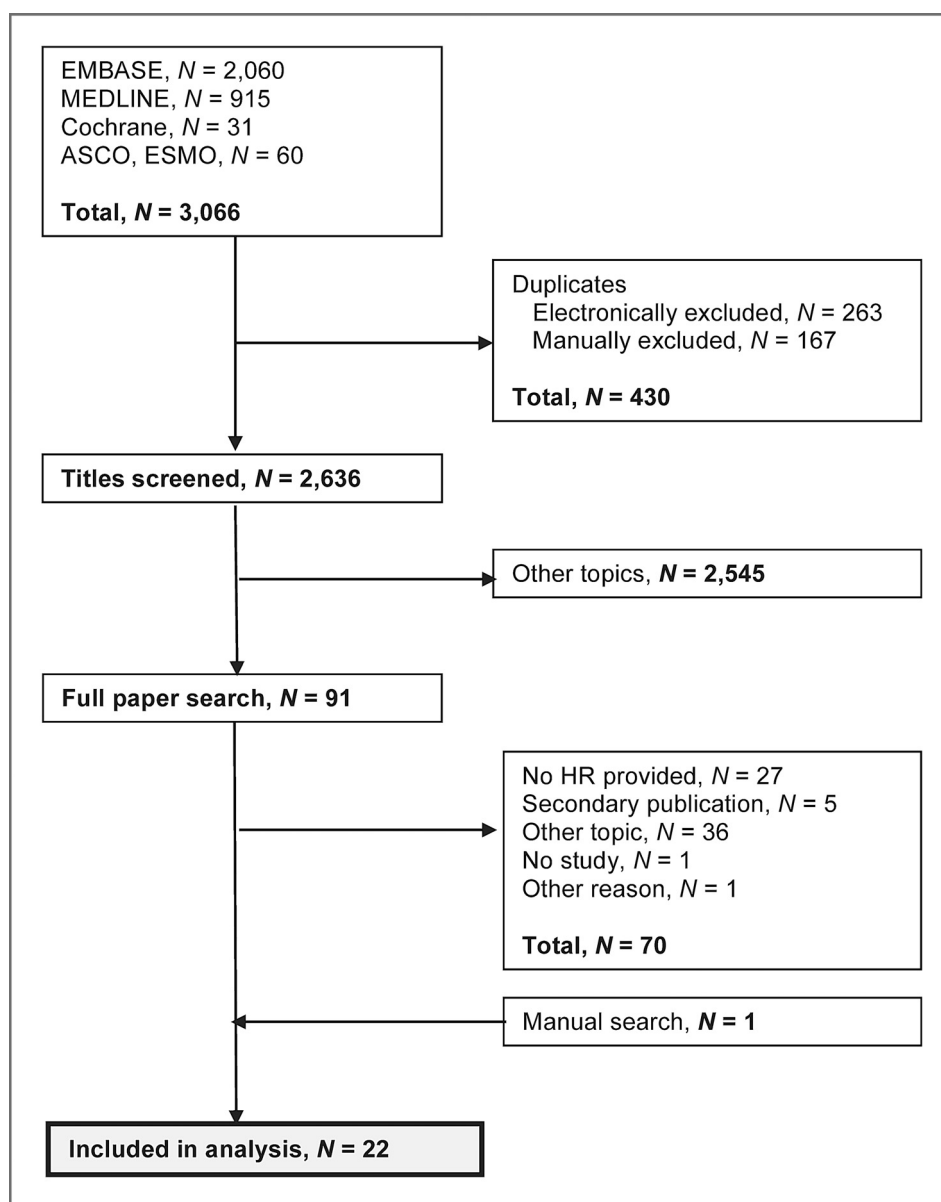 EMBASE, N = 2,060
MEDLINE, N = 915
Cochrane, N = 31
ASCO, ESMO, N = 60
Total, N = 3,066
Duplicates
Electronically excluded, N = 263
Manually excluded, N = 167
Total, N = 430
Titles screened, N = 2,636
Other topics, N = 2,545
Full paper search, N = 91
No HR provided, N = 27
Secondary publication, N = 5
Other topic, N = 36
No study, N = 1
Other reason, N = 1
Total, N = 70
Manual search, N = 1
Included in analysis, N = 22